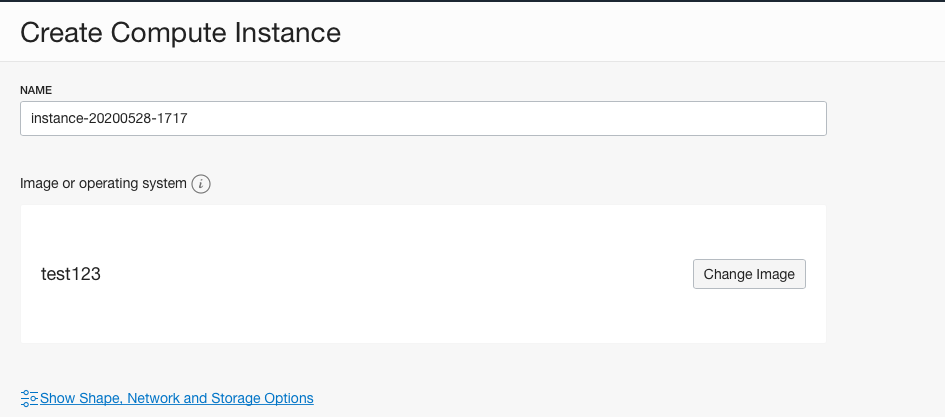 Create Compute Instance
NAME
instance-20200528-1717
Image or operating system i
test123
Change Image
Show Shape, Network and Storage Options